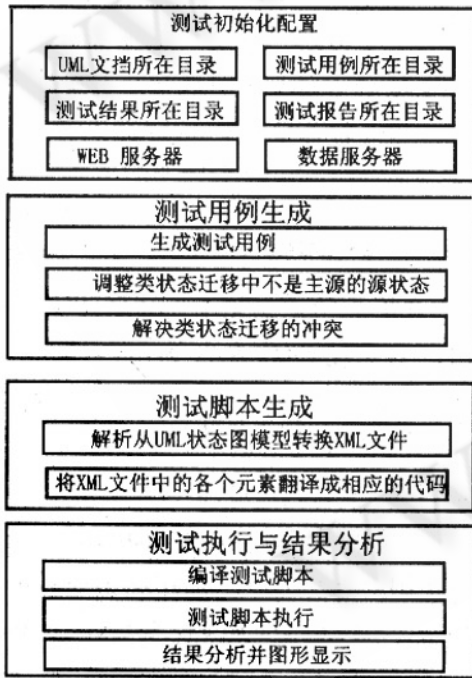 测试初始化配置
UML文挡所在目录 测试用例所在目录
测试结果所在目录 测试报告所在目录
WEB 服务器 数据服务器
测试用例生成
生成测试用例
调整类状态迁移中不是主源的源状态
解决类状态迁移的冲突
测试脚本生成
解析从UML状态图模型转换XML文件
将XML文件中的各个元素翻译成相应的代码
测试执行与结果分析
编译测试脚本
测试脚本执行
结果分析并图形显示